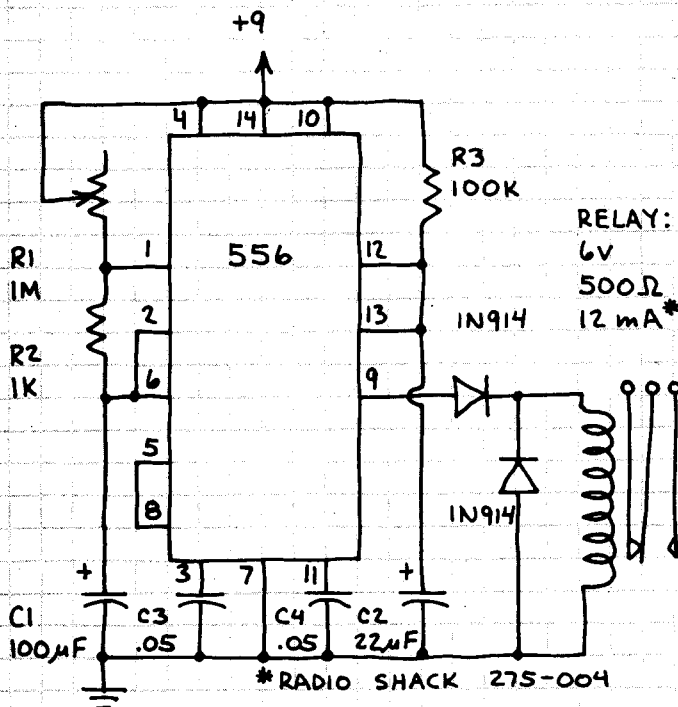 +9
4 14 10
R3
100K
RELAY:
6V
500Ω
12 mA*
R1
1M
1
556
12
2
13
1N914
R2
1K
6
9
5
8
1N914
+
3 7 11
+
C1
100µF
C3
.05
C4
.05
C2
22µF
*RADIO SHACK 275-004